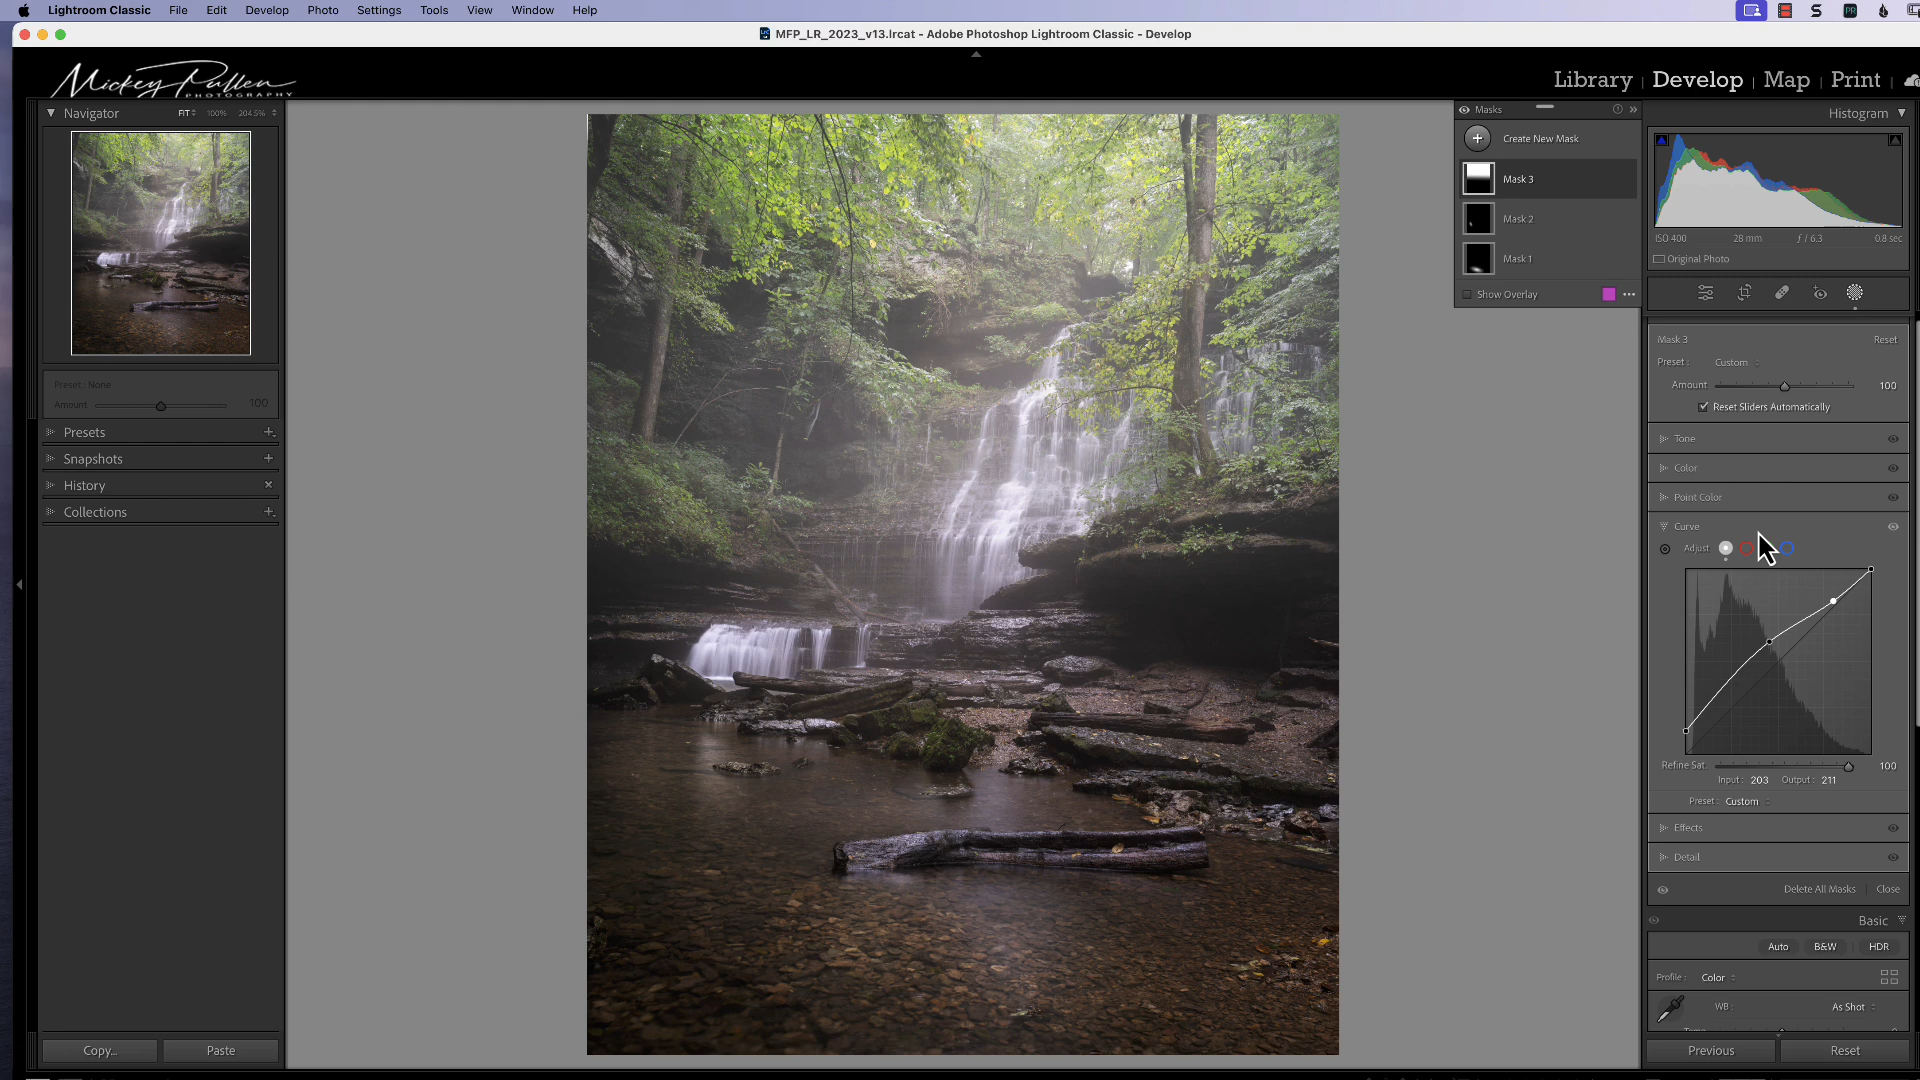 Lightroom Classic File Edit Develop Photo Settings Tools View Window Help
MFP_LR_2023_v13.lrcat - Adobe Photoshop Lightroom Classic - Develop
Mickey Pullen
PHOTOGRAPHY
Library | Develop | Map | Print |
Navigator FIT 100% 204.5%
Preset : None
Amount 100
Presets
Snapshots
History
Collections
Copy... Paste
Masks
Create New Mask
Mask 3
Mask 2
Mask 1
Show Overlay
Histogram
ISO 400 28 mm ƒ / 6.3 0.8 sec
Original Photo
Mask 3 Reset
Preset : Custom
Amount 100
Reset Sliders Automatically
Tone
Color
Point Color
Curve
Adjust
Refine Sat. 100
Input : 203 Output : 211
Preset : Custom
Effects
Detail
Delete All Masks Close
Basic
Auto B&W HDR
Profile : Color
WB : As Shot
Previous Reset